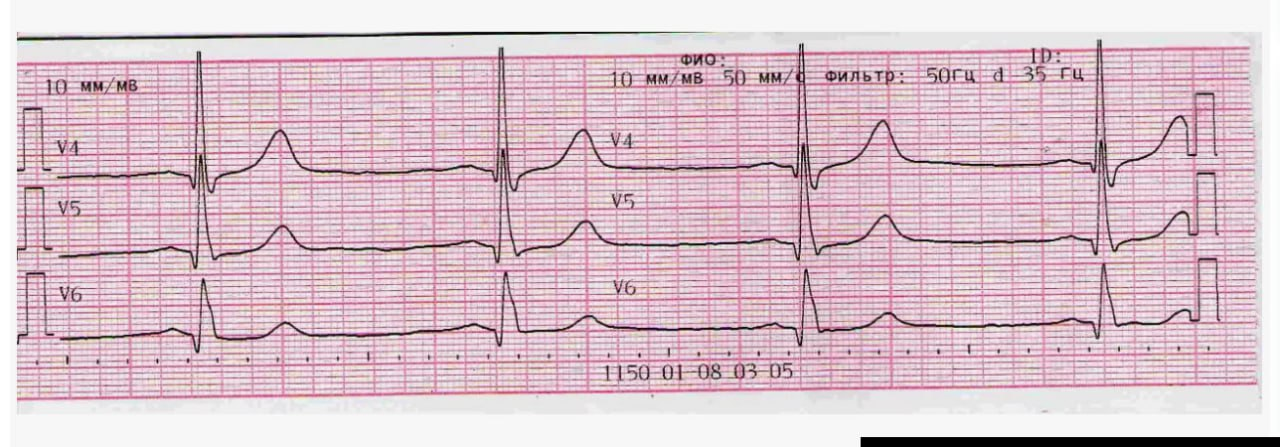 ФИО: ID:
10 мм/мВ 10 мм/мВ 50 мм/с ФИЛЬТР: 50Гц d 35 Гц
V4 V4
V5 V5
V6 V6
1150 01-08 03-05